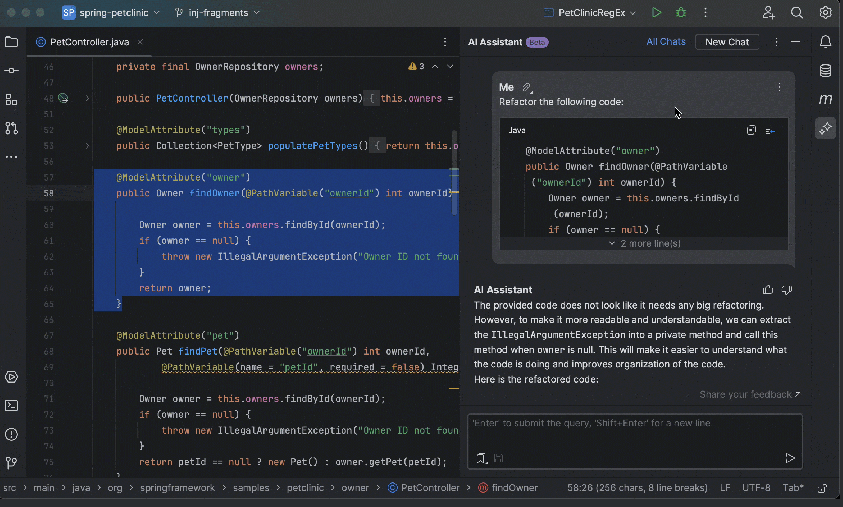 SP spring-petclinic inj-fragments PetClinicRegEx
PetController.java AI Assistant Beta All Chats New Chat
46 private final OwnerRepository owners; 3
47
48 public PetController(OwnerRepository owners) { this.owners =
51
52 @ModelAttribute("types")
53 public Collection<PetType> populatePetTypes() { return this.o
56
57 @ModelAttribute("owner")
58 public Owner findOwner(@PathVariable("ownerId") int ownerId)
59
60 Owner owner = this.owners.findById(ownerId);
61 if (owner == null) {
62 throw new IllegalArgumentException("Owner ID not foun
63 }
64 return owner;
65 }
66
67 @ModelAttribute("pet")
68 public Pet findPet(@PathVariable("ownerId") int ownerId,
69 @PathVariable(name = "petId", required = false) Integ
70
71 Owner owner = this.owners.findById(ownerId);
72 if (owner == null) {
73 throw new IllegalArgumentException("Owner ID not foun
74 }
75 return petId == null ? new Pet() : owner.getPet(petId);
76 }
Me
Refactor the following code:
Java
@ModelAttribute("owner")
public Owner findOwner(@PathVariable
("ownerId") int ownerId) {
Owner owner = this.owners.findById
(ownerId);
if (owner == null) {
2 more line(s)
AI Assistant
The provided code does not look like it needs any big refactoring.
However, to make it more readable and understandable, we can extract
the IllegalArgumentException into a private method and call this
method when owner is null. This will make it easier to understand what
the code is doing and improves organization of the code.
Here is the refactored code:
Share your feedback ↗
'Enter' to submit the query, 'Shift+Enter' for a new line
m
src > main > java > org > springframework > samples > petclinic > owner > PetController > m findOwner 58:26 (256 chars, 8 line breaks) LF UTF-8 Tab*